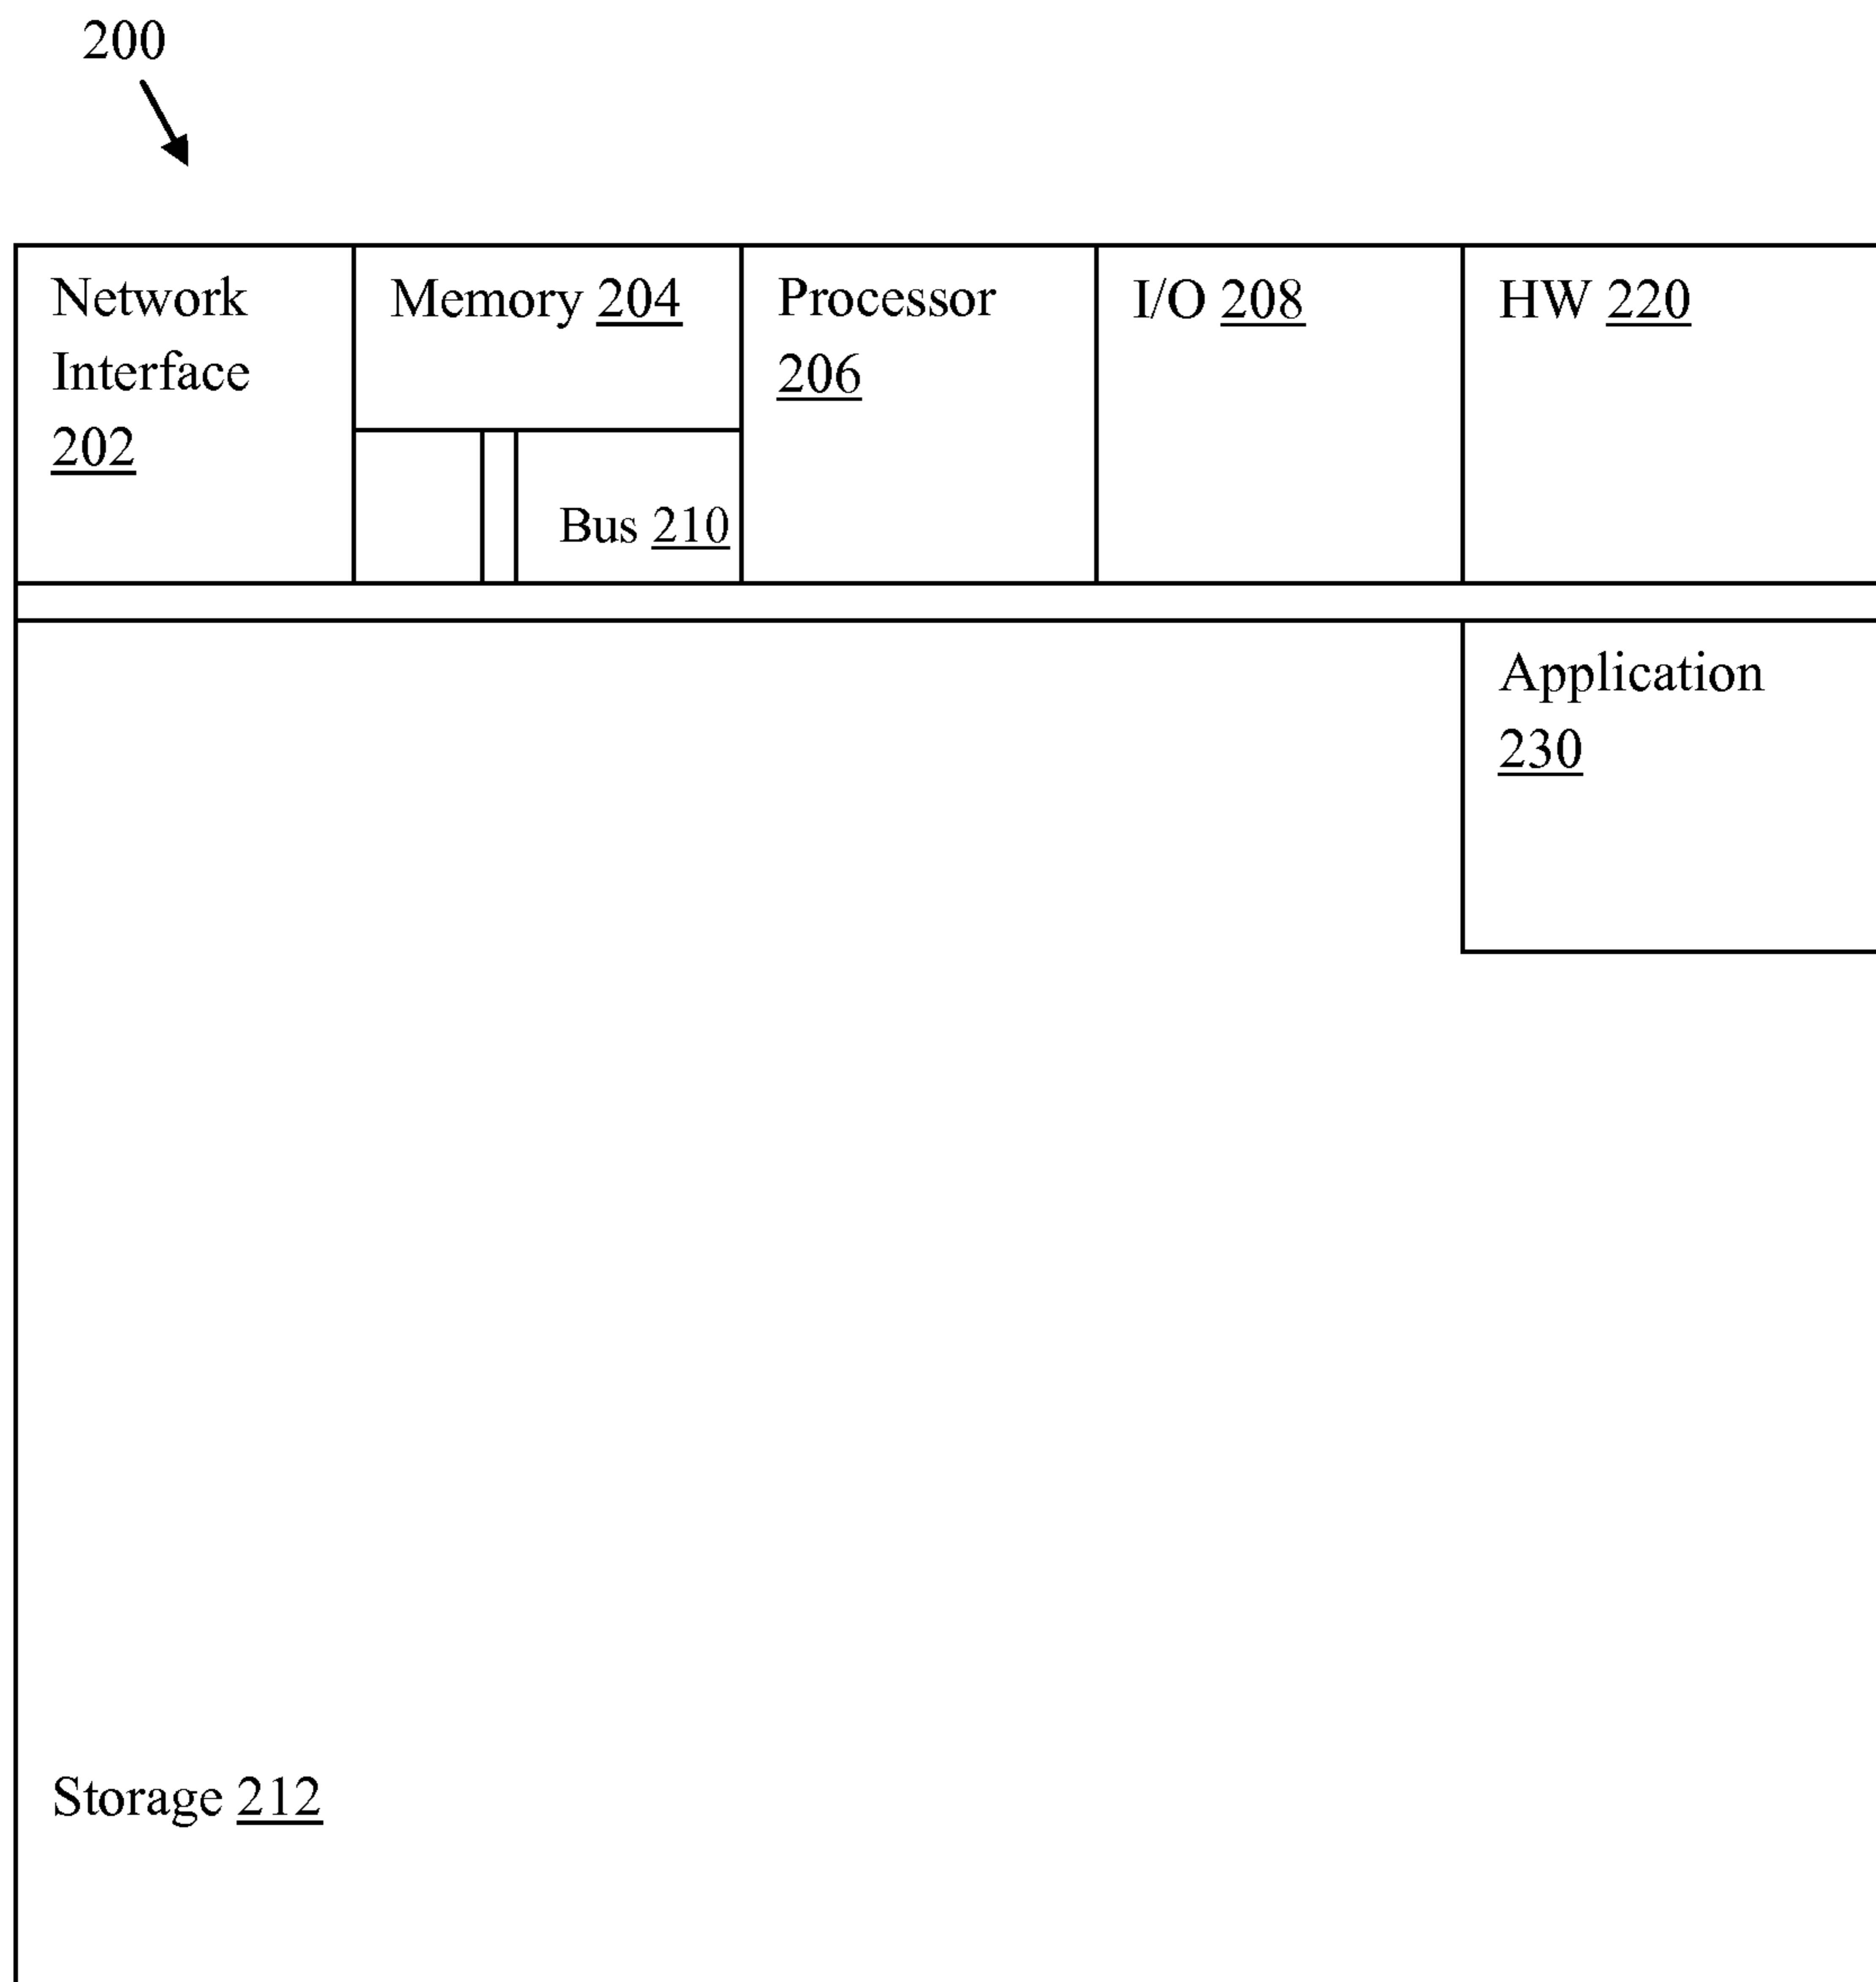 200
Network
Interface
202
Memory 204
Bus 210
Processor
206
I/O 208
HW 220
Application
230
Storage 212